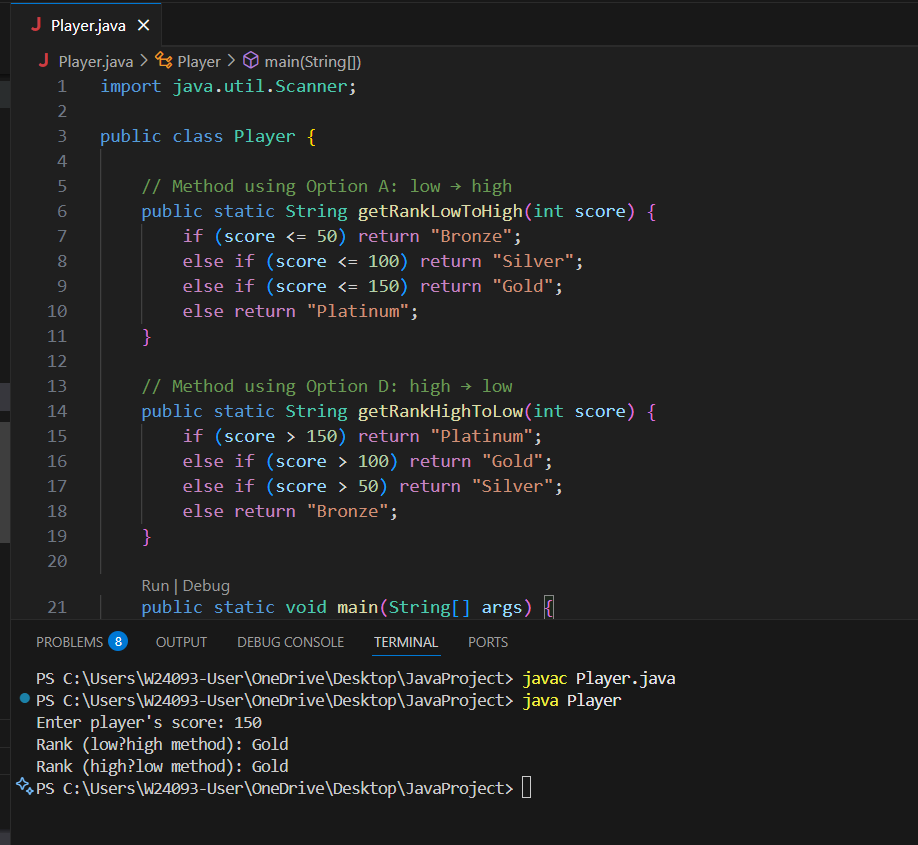 J Player.java ×
J Player.java > Player > main(String[])
1 import java.util.Scanner;
2
3 public class Player {
4
5 // Method using Option A: low → high
6 public static String getRankLowToHigh(int score) {
7 if (score <= 50) return "Bronze";
8 else if (score <= 100) return "Silver";
9 else if (score <= 150) return "Gold";
10 else return "Platinum";
11 }
12
13 // Method using Option D: high → low
14 public static String getRankHighToLow(int score) {
15 if (score > 150) return "Platinum";
16 else if (score > 100) return "Gold";
17 else if (score > 50) return "Silver";
18 else return "Bronze";
19 }
20
Run | Debug
21 public static void main(String[] args) {
PROBLEMS 8 OUTPUT DEBUG CONSOLE TERMINAL PORTS
PS C:\Users\W24093-User\OneDrive\Desktop\JavaProject> javac Player.java
PS C:\Users\W24093-User\OneDrive\Desktop\JavaProject> java Player
Enter player's score: 150
Rank (low?high method): Gold
Rank (high?low method): Gold
PS C:\Users\W24093-User\OneDrive\Desktop\JavaProject>